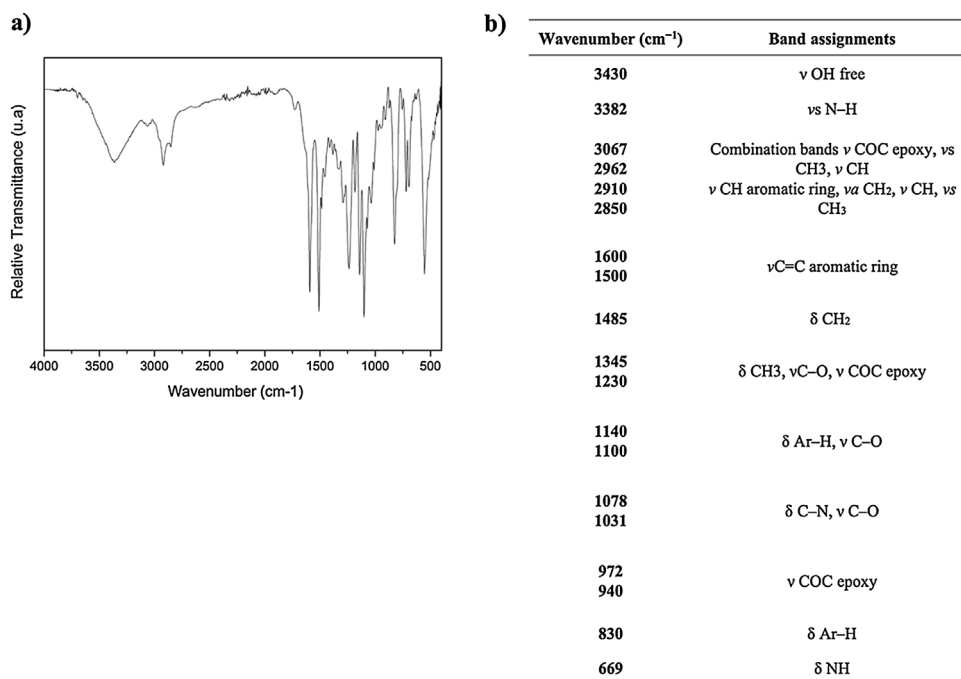 a)
Relative Transmittance (u.a)
4000 3500 3000 2500 2000 1500 1000 500
Wavenumber (cm-1)
b)
Wavenumber (cm⁻¹) Band assignments
3430 ν OH free
3382 νs N–H
3067 Combination bands ν COC epoxy, νs
2962 CH3, ν CH
2910 ν CH aromatic ring, νa CH₂, ν CH, νs
2850 CH₃
1600
1500
νC=C aromatic ring
1485 δ CH₂
1345
1230
δ CH3, νC–O, ν COC epoxy
1140
1100
δ Ar–H, ν C–O
1078
1031
δ C–N, ν C–O
972
940
ν COC epoxy
830 δ Ar–H
669 δ NH